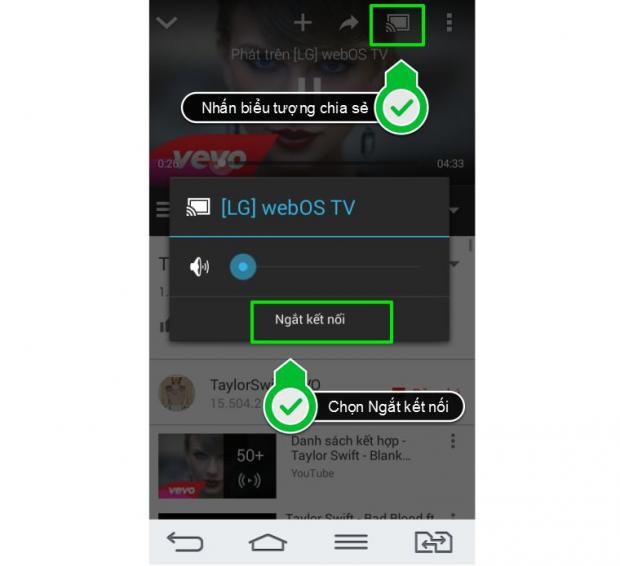 Phát trên [LG] webOS TV
Nhấn biểu tượng chia sẻ
vevo
0:26
04:33
[LG] webOS TV
T
1
Ngắt kết nối
TaylorSw VO
15.504.2
Chọn Ngắt kết nối
50+
Danh sách kết hợp -
Taylor Swift - Blank...
YouTube
vevo
Taylor Swift - Bad Blood ft